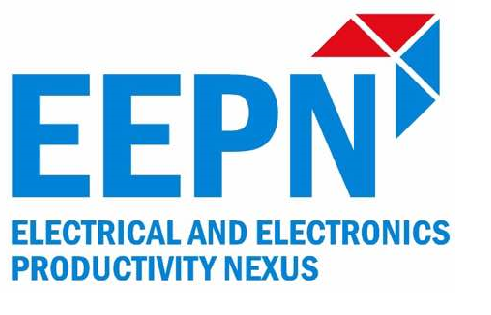 EEPN
ELECTRICAL AND ELECTRONICS
PRODUCTIVITY NEXUS